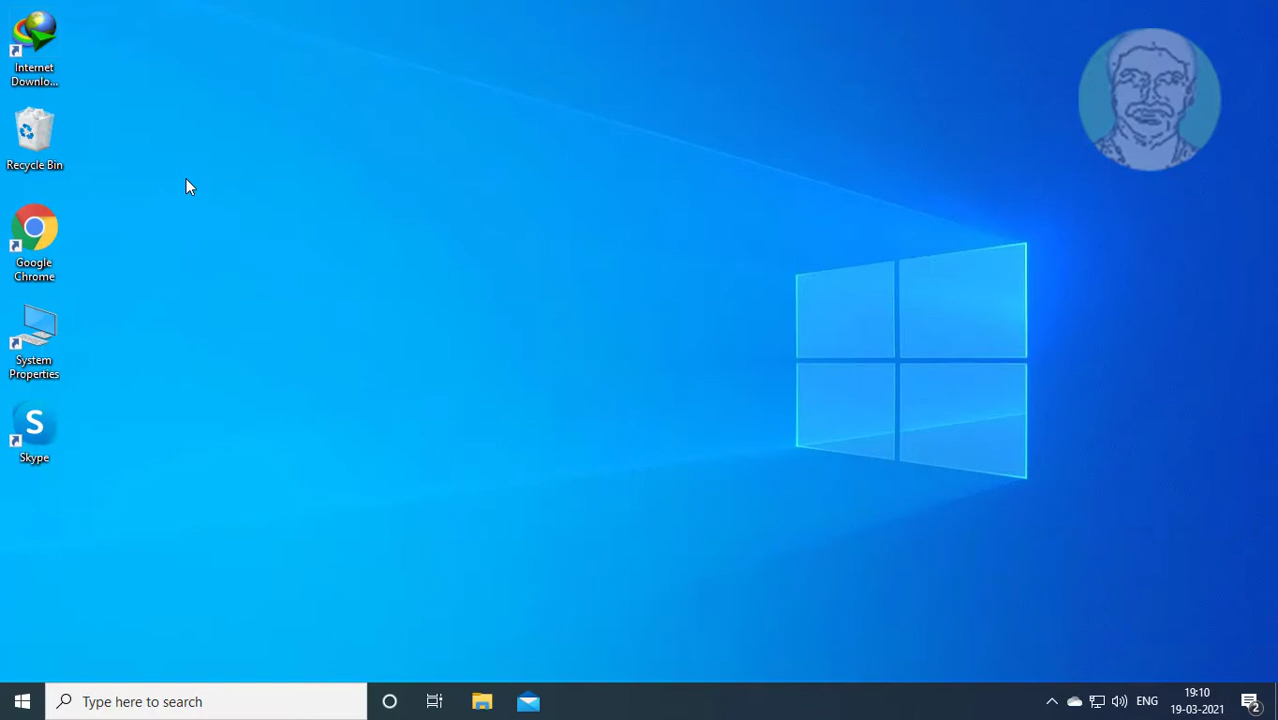 Internet
Downlo...
Recycle Bin
Google
Chrome
System
Properties
S
Skype
Type here to search
ENG
19:10
19-03-2021
2